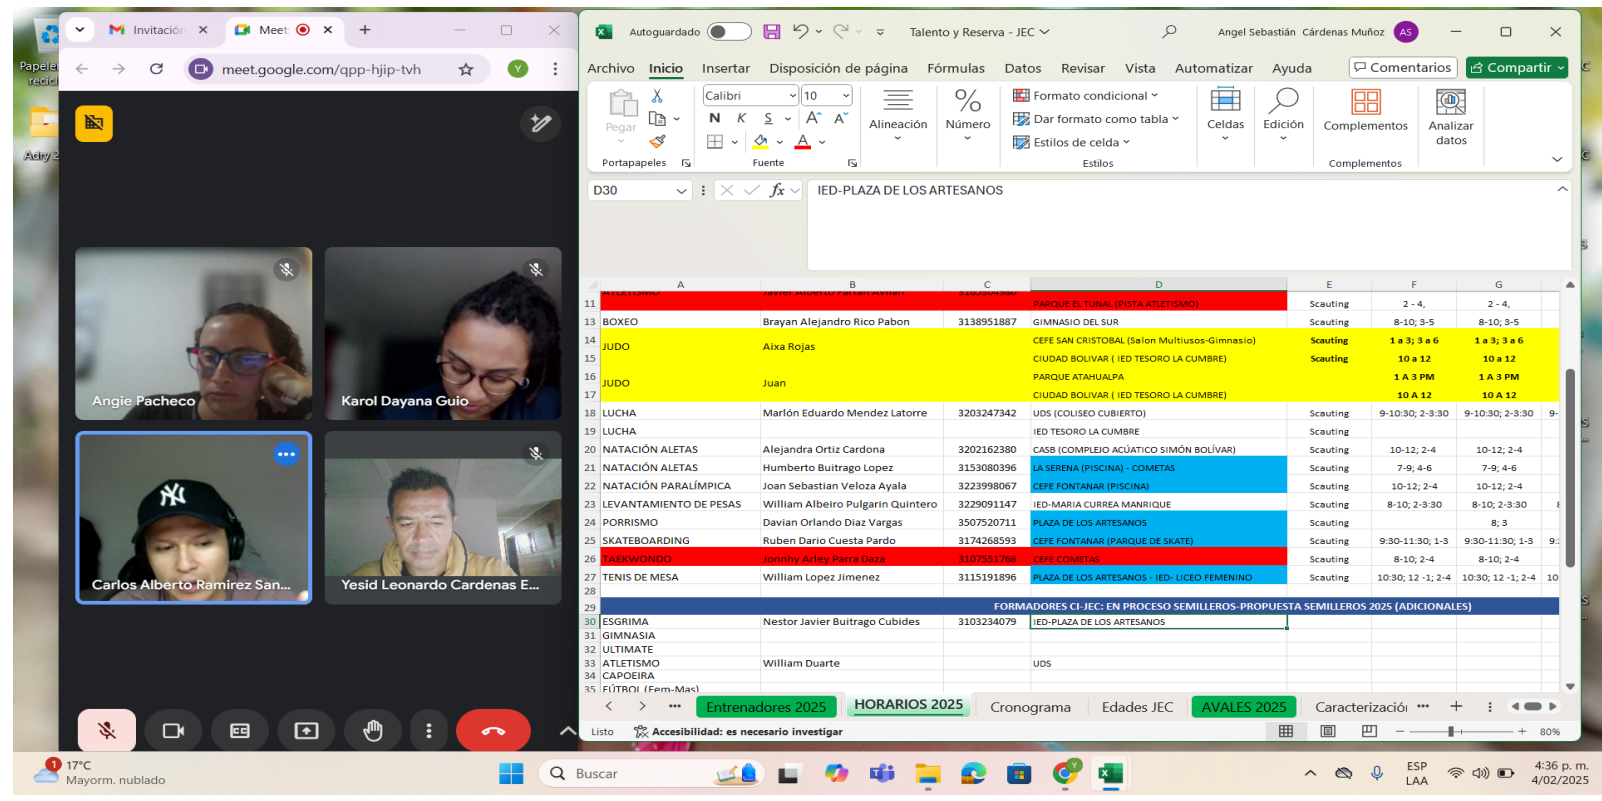 Invitación
Meet:
meet.google.com/qpp-hjip-tvh
Y
Angie Pacheco
Karol Dayana Guio
Carlos Alberto Ramirez San...
Yesid Leonardo Cardenas E...
Autoguardado
Talento y Reserva - JEC
Angel Sebastián Cárdenas Muñoz AS
Archivo Inicio Insertar Disposición de página Fórmulas Datos Revisar Vista Automatizar Ayuda Comentarios Compartir
Pegar
Portapapeles
Calibri 10
N K S A A
Fuente
Alineación
Número
Formato condicional
Dar formato como tabla
Estilos de celda
Estilos
Celdas
Edición
Complementos
Complementos
Analizar
datos
D30 fx IED-PLAZA DE LOS ARTESANOS
A B C D E F G
11 ATLETISMO PARQUE EL TUNAL (PISTA ATLETISMO) Scauting 2 - 4, 2 - 4,
13 BOXEO Brayan Alejandro Rico Pabon 3138951887 GIMNASIO DEL SUR Scauting 8-10; 3-5 8-10; 3-5
14 JUDO Aixa Rojas CEFE SAN CRISTOBAL (Salon Multiusos-Gimnasio) Scauting 1 a 3; 3 a 6 1 a 3; 3 a 6
15 CIUDAD BOLIVAR ( IED TESORO LA CUMBRE) Scauting 10 a 12 10 a 12
16 JUDO Juan PARQUE ATAHUALPA 1 A 3 PM 1 A 3 PM
17 CIUDAD BOLIVAR ( IED TESORO LA CUMBRE) 10 A 12 10 A 12
18 LUCHA Marlón Eduardo Mendez Latorre 3203247342 UDS (COLISEO CUBIERTO) Scauting 9-10:30; 2-3:30 9-10:30; 2-3:30 9-
19 LUCHA IED TESORO LA CUMBRE Scauting
20 NATACIÓN ALETAS Alejandra Ortiz Cardona 3202162380 CASB (COMPLEJO ACÚATICO SIMÓN BOLÍVAR) Scauting 10-12; 2-4 10-12; 2-4
21 NATACIÓN ALETAS Humberto Buitrago Lopez 3153080396 LA SERENA (PISCINA) - COMETAS Scauting 7-9; 4-6 7-9; 4-6
22 NATACIÓN PARALÍMPICA Joan Sebastian Veloza Ayala 3223998067 CEFE FONTANAR (PISCINA) Scauting 10-12; 2-4 10-12; 2-4
23 LEVANTAMIENTO DE PESAS William Albeiro Pulgarin Quintero 3229091147 IED-MARIA CURREA MANRIQUE Scauting 8-10; 2-3:30 8-10; 2-3:30
24 PORRISMO Davian Orlando Diaz Vargas 3507520711 PLAZA DE LOS ARTESANOS Scauting 8; 3
25 SKATEBOARDING Ruben Dario Cuesta Pardo 3174268593 CEFE FONTANAR (PARQUE DE SKATE) Scauting 9:30-11:30; 1-3 9:30-11:30; 1-3 9:
26 TAEKWONDO Jonnhy Arley Parra Daza 3107551768 CEFE COMETAS Scauting 8-10; 2-4 8-10; 2-4
27 TENIS DE MESA William Lopez Jimenez 3115191896 PLAZA DE LOS ARTESANOS - IED- LICEO FEMENINO Scauting 10:30; 12 -1; 2-4 10:30; 12 -1; 2-4 10
28
29 FORMADORES CI-JEC: EN PROCESO SEMILLEROS-PROPUESTA SEMILLEROS 2025 (ADICIONALES)
30 ESGRIMA Nestor Javier Buitrago Cubides 3103234079 IED-PLAZA DE LOS ARTESANOS
31 GIMNASIA
32 ULTIMATE
33 ATLETISMO William Duarte UDS
34 CAPOEIRA
35 FÚTBOL (Fem-Mas)
Entrenadores 2025 HORARIOS 2025 Cronograma Edades JEC AVALES 2025 Caracterizació
Listo Accesibilidad: es necesario investigar 80%
1 17°C
Mayorm. nublado
Buscar
ESP
LAA
4:36 p. m.
4/02/2025